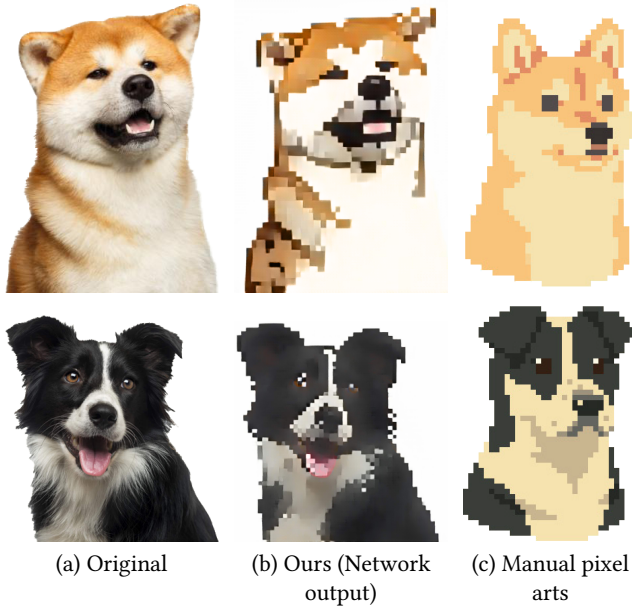 (a) Original
(b) Ours (Network
output)
(c) Manual pixel
arts